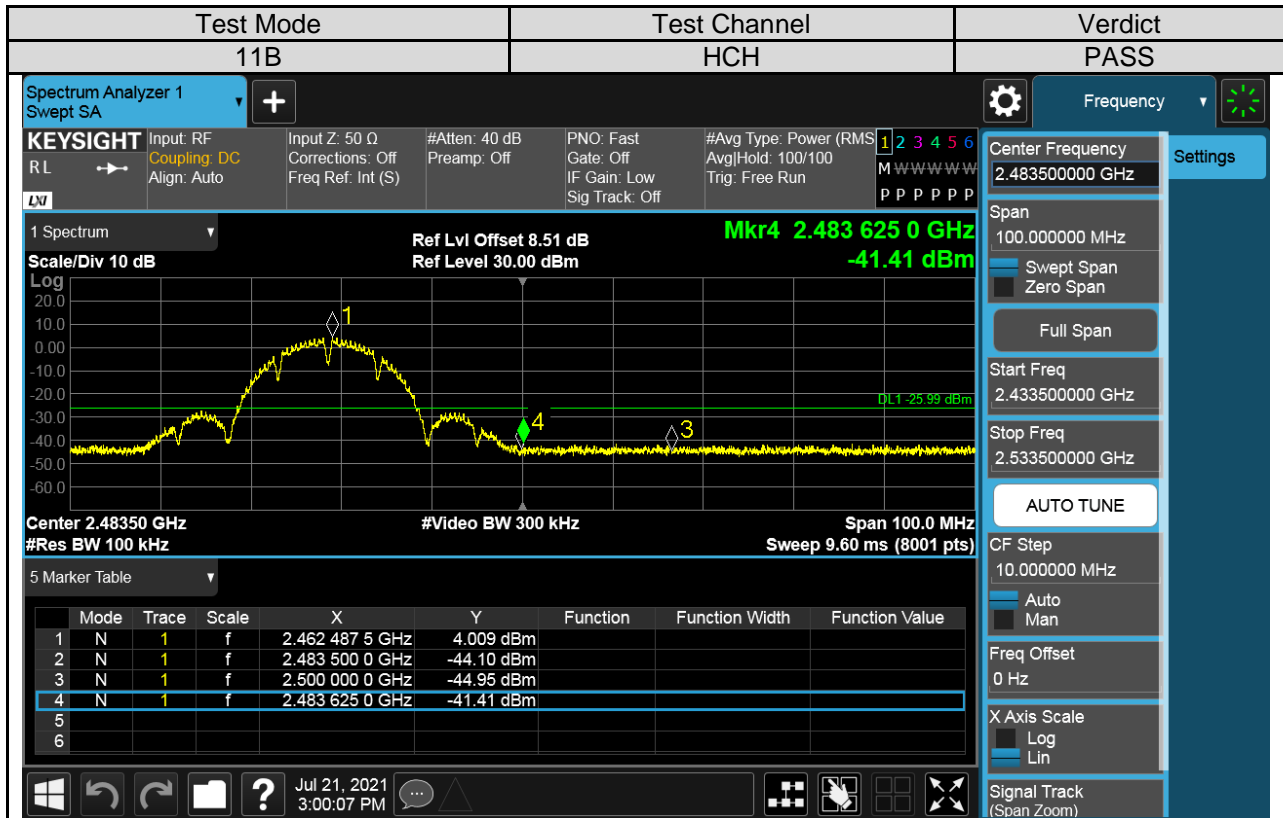 Test Mode Test Channel Verdict
11B HCH PASS
Spectrum Analyzer 1
Swept SA
+
Frequency
KEYSIGHT Input: RF Input Z: 50 Ω #Atten: 40 dB PNO: Fast #Avg Type: Power (RMS 1 2 3 4 5 6
RL Coupling: DC Corrections: Off Preamp: Off Gate: Off Avg|Hold: 100/100 M W W W W W
Align: Auto Freq Ref: Int (S) IF Gain: Low Trig: Free Run
LXI Sig Track: Off P P P P P P
1 Spectrum
Ref Lvl Offset 8.51 dB
Mkr4 2.483 625 0 GHz
Scale/Div 10 dB Ref Level 30.00 dBm -41.41 dBm
Log
20.0
10.0
0.00
-10.0
-20.0
-30.0
-40.0
-50.0
-60.0
1
DL1 -25.99 dBm
4
3
Center 2.48350 GHz #Video BW 300 kHz Span 100.0 MHz
#Res BW 100 kHz Sweep 9.60 ms (8001 pts)
5 Marker Table
Mode Trace Scale X Y Function Function Width Function Value
1 N 1 f 2.462 487 5 GHz 4.009 dBm
2 N 1 f 2.483 500 0 GHz -44.10 dBm
3 N 1 f 2.500 000 0 GHz -44.95 dBm
4 N 1 f 2.483 625 0 GHz -41.41 dBm
5
6
?
Jul 21, 2021
3:00:07 PM
Center Frequency
2.483500000 GHz
Settings
Span
100.000000 MHz
Swept Span
Zero Span
Full Span
Start Freq
2.433500000 GHz
Stop Freq
2.533500000 GHz
AUTO TUNE
CF Step
10.000000 MHz
Auto
Man
Freq Offset
0 Hz
X Axis Scale
Log
Lin
Signal Track
(Span Zoom)